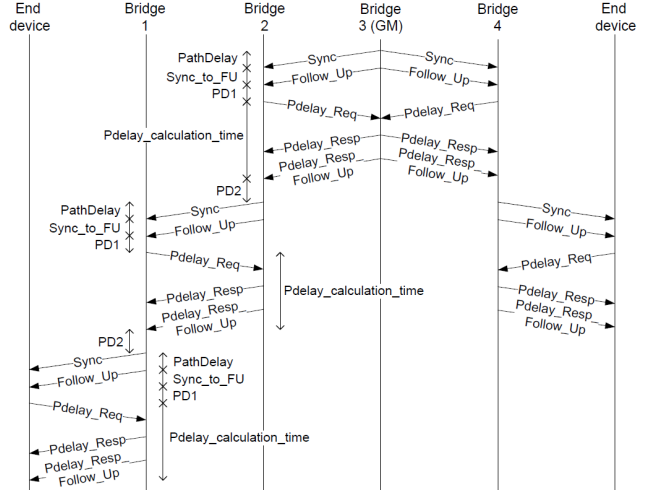 End device
Bridge 1
Bridge 2
Bridge 3 (GM)
Bridge 4
End device
PathDelay
Sync
Sync
Sync_to_FU
Follow_Up
Follow_Up
PD1
Pdelay_Req
Pdelay_Req
Pdelay_calculation_time
Pdelay_Resp
Pdelay_Resp
Pdelay_Resp
Follow_Up
Pdelay_Resp
Follow_Up
PD2
PathDelay
Sync
Sync
Sync_to_FU
Follow_Up
Follow_Up
PD1
Pdelay_Req
Pdelay_Req
Pdelay_calculation_time
Pdelay_Resp
Pdelay_Resp
Pdelay_Resp
Follow_Up
Pdelay_Resp
Follow_Up
PD2
Sync
PathDelay
Follow_Up
Sync_to_FU
PD1
Pdelay_Req
Pdelay_calculation_time
Pdelay_Resp
Pdelay_Resp
Follow_Up